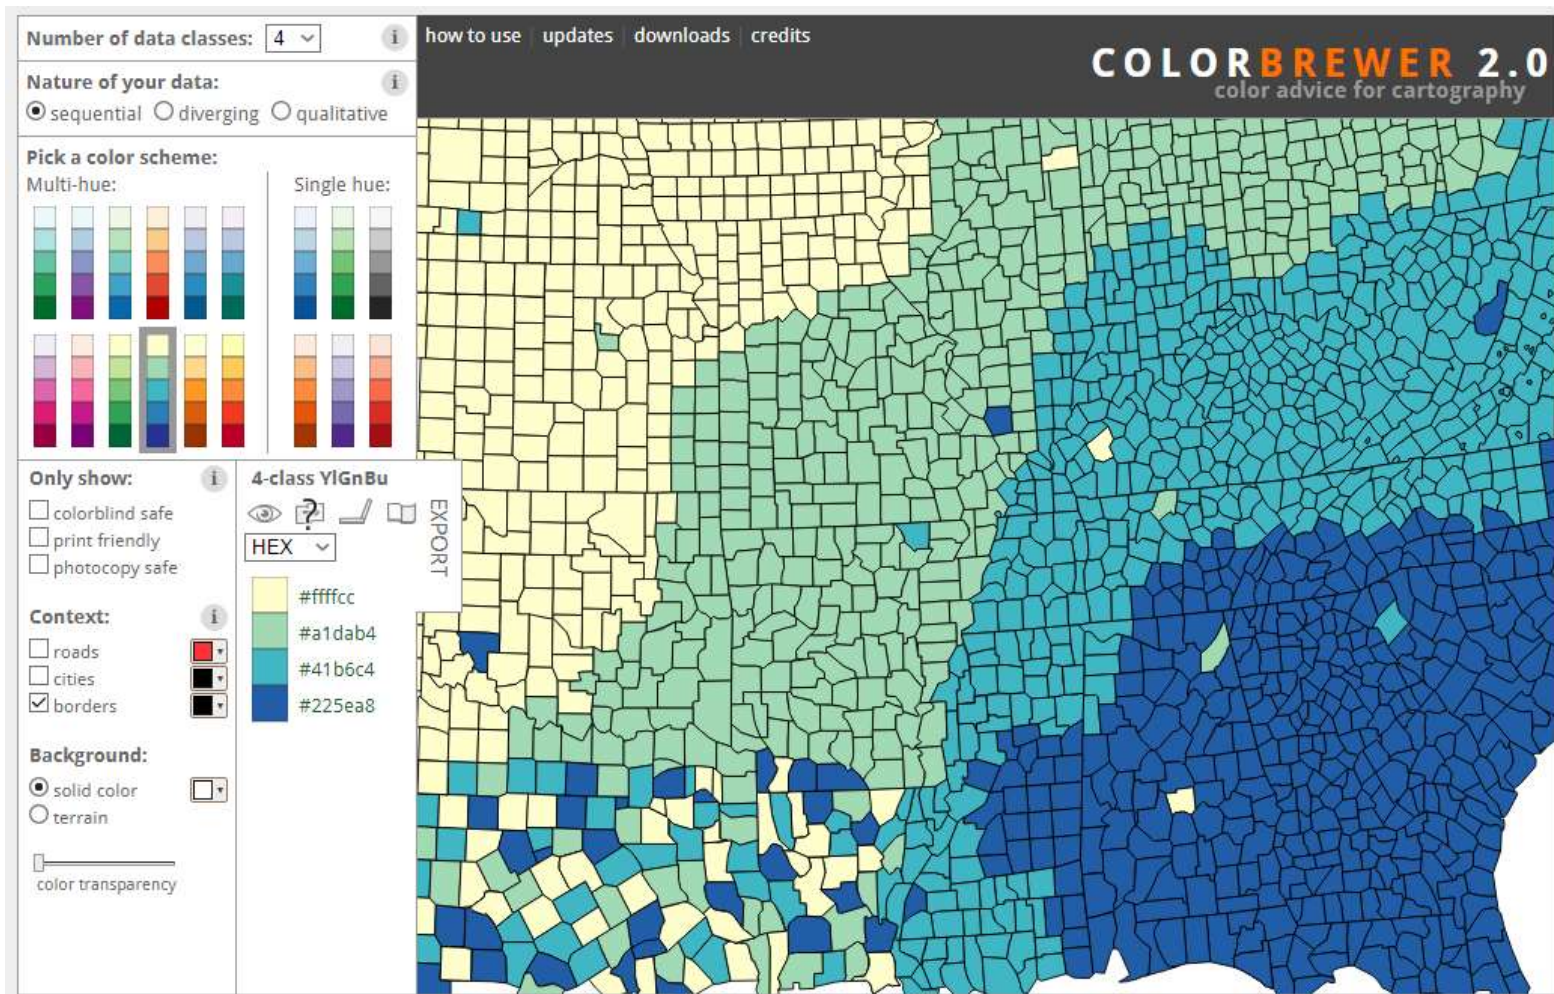 Number of data classes: 4 i
how to use | updates | downloads | credits
COLORBREWER 2.0
color advice for cartography
Nature of your data: i
sequential diverging qualitative
Pick a color scheme:
Multi-hue: Single hue:
Only show: i
colorblind safe
print friendly
photocopy safe
Context: i
roads
cities
borders
Background:
solid color
terrain
color transparency
4-class YlGnBu
?
HEX
EXPORT
#ffffcc
#a1dab4
#41b6c4
#225ea8